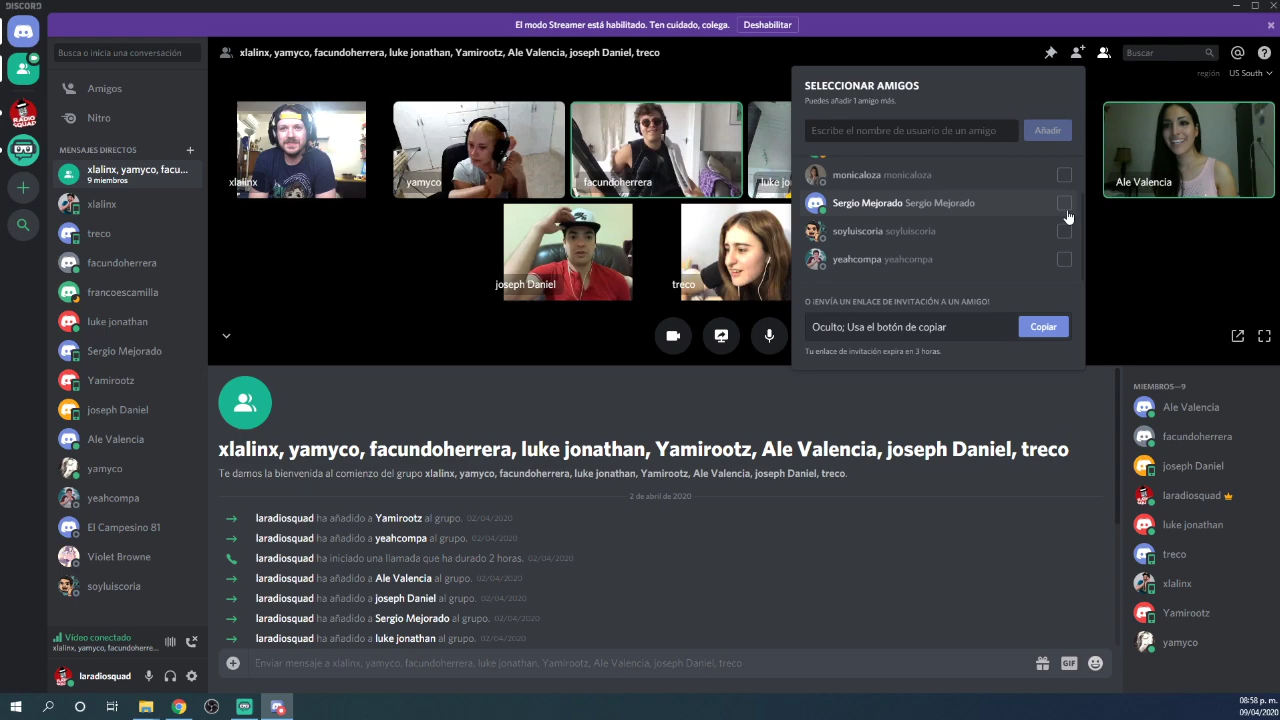 DISCORD
El modo Streamer está habilitado. Ten cuidado, colega. Deshabilitar
Busca o inicia una conversación
xlalinx, yamyco, facundoherrera, luke jonathan, Yamirootz, Ale Valencia, joseph Daniel, treco
Buscar
región US South
Amigos
Nitro
MENSAJES DIRECTOS
xlalinx, yamyco, facu...
9 miembros
xlalinx
treco
facundoherrera
francoescamilla
luke jonathan
Sergio Mejorado
Yamirootz
joseph Daniel
Ale Valencia
yamyco
yeahcompa
El Campesino 81
Violet Browne
soyluiscoria
Vídeo conectado
xlalinx, yamyco, facundoherre...
laradiosquad
RADIO
SQUAD
xlalinx
yamyco
facundoherrera
luke jo
Ale Valencia
joseph Daniel
treco
SELECCIONAR AMIGOS
Puedes añadir 1 amigo más.
Escribe el nombre de usuario de un amigo
Añadir
monicaloza monicaloza
Sergio Mejorado Sergio Mejorado
soyluiscoria soyluiscoria
yeahcompa yeahcompa
O ¡ENVÍA UN ENLACE DE INVITACIÓN A UN AMIGO!
Oculto; Usa el botón de copiar
Copiar
Tu enlace de invitación expira en 3 horas.
xlalinx, yamyco, facundoherrera, luke jonathan, Yamirootz, Ale Valencia, joseph Daniel, treco
Te damos la bienvenida al comienzo del grupo xlalinx, yamyco, facundoherrera, luke jonathan, Yamirootz, Ale Valencia, joseph Daniel, treco.
2 de abril de 2020
laradiosquad ha añadido a Yamirootz al grupo. 02/04/2020
laradiosquad ha añadido a yeahcompa al grupo. 02/04/2020
laradiosquad ha iniciado una llamada que ha durado 2 horas. 02/04/2020
laradiosquad ha añadido a Ale Valencia al grupo. 02/04/2020
laradiosquad ha añadido a joseph Daniel al grupo. 02/04/2020
laradiosquad ha añadido a Sergio Mejorado al grupo. 02/04/2020
laradiosquad ha añadido a luke jonathan al grupo. 02/04/2020
Enviar mensaje a xlalinx, yamyco, facundoherrera, luke jonathan, Yamirootz, Ale Valencia, joseph Daniel, treco
GIF
MIEMBROS—9
Ale Valencia
facundoherrera
joseph Daniel
laradiosquad
luke jonathan
treco
xlalinx
Yamirootz
yamyco
08:58 p. m.
09/04/2020